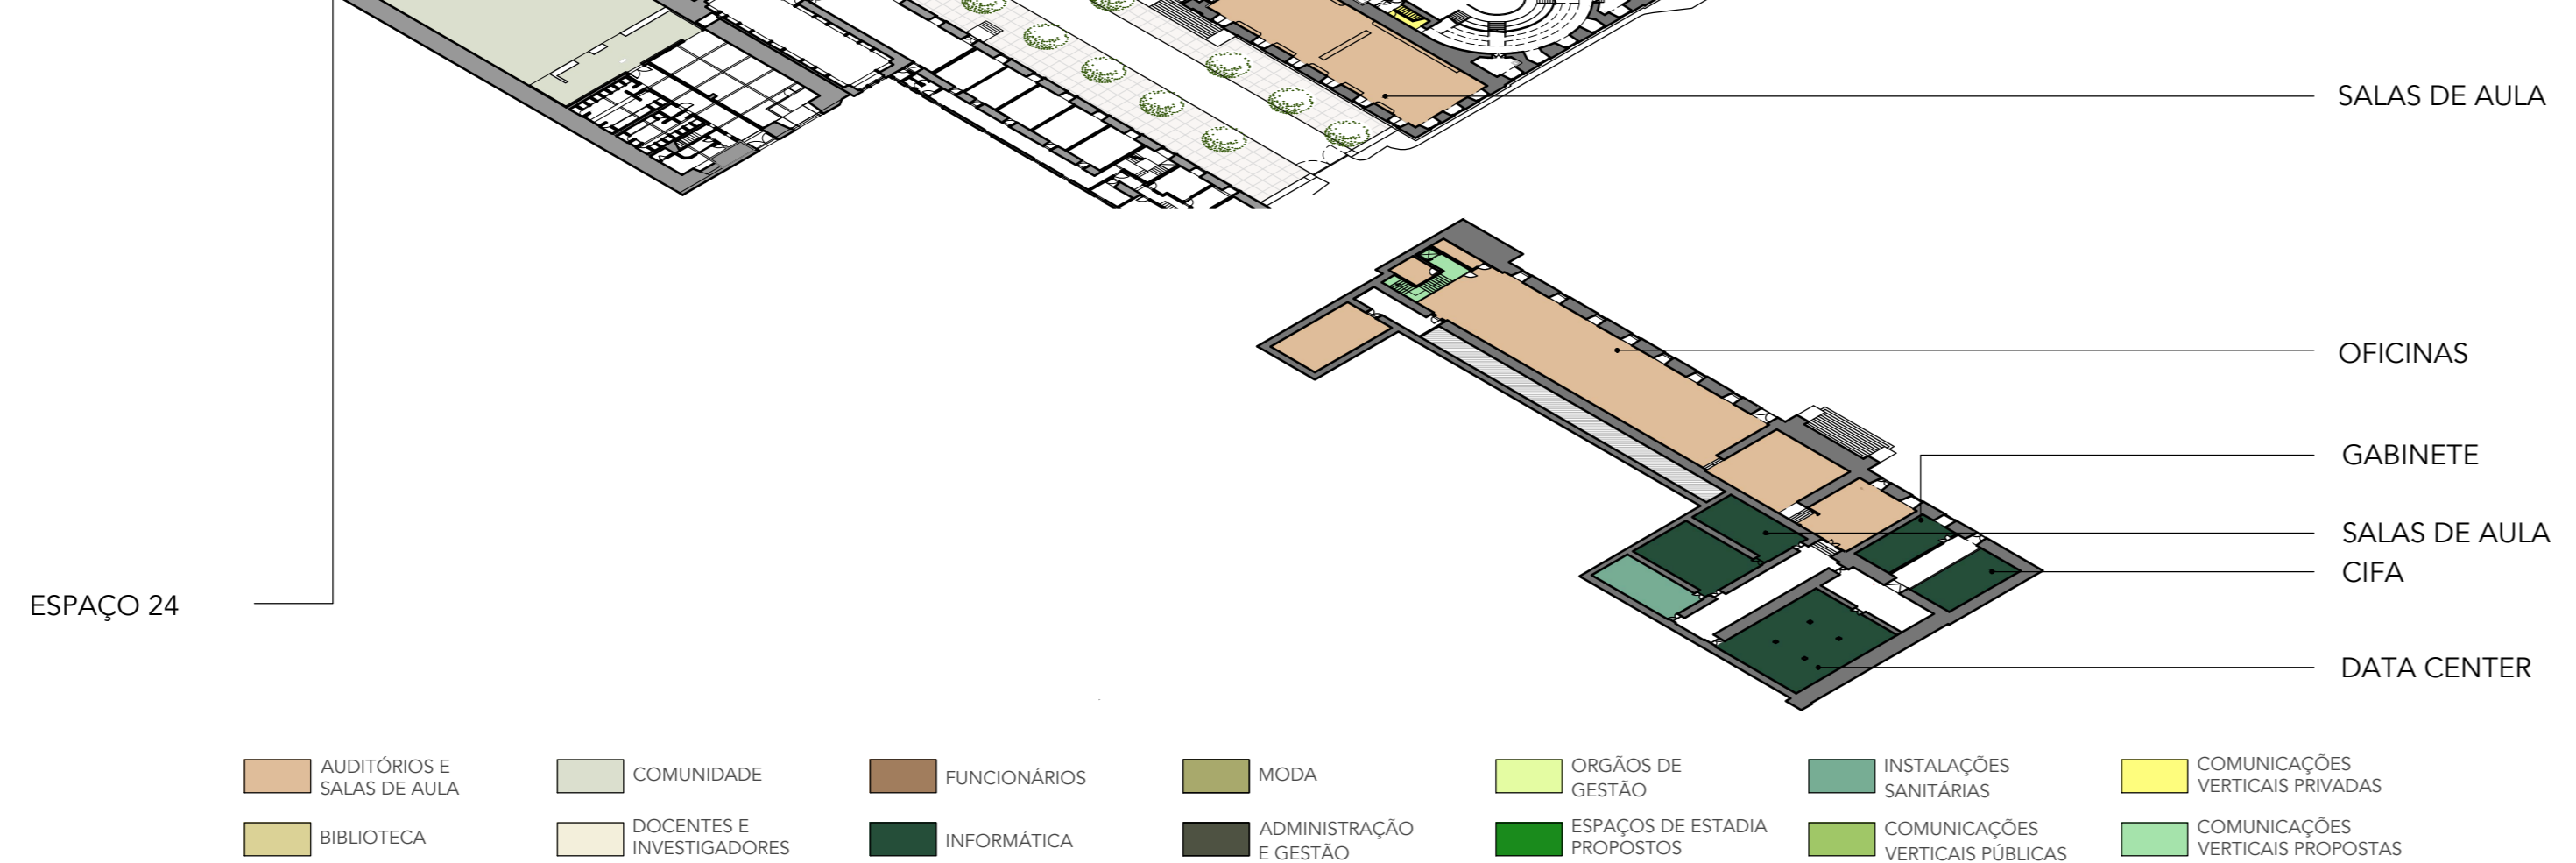 SALAS DE AULA
OFICINAS
GABINETE
SALAS DE AULA
CIFA
ESPAÇO 24
DATA CENTER
AUDITÓRIOS E
SALAS DE AULA
COMUNIDADE
FUNCIONÁRIOS
MODA
ORGÃOS DE
GESTÃO
INSTALAÇÕES
SANITÁRIAS
COMUNICAÇÕES
VERTICAIS PRIVADAS
BIBLIOTECA
DOCENTES E
INVESTIGADORES
INFORMÁTICA
ADMINISTRAÇÃO
E GESTÃO
ESPAÇOS DE ESTADIA
PROPOSTOS
COMUNICAÇÕES
VERTICAIS PÚBLICAS
COMUNICAÇÕES
VERTICAIS PROPOSTAS